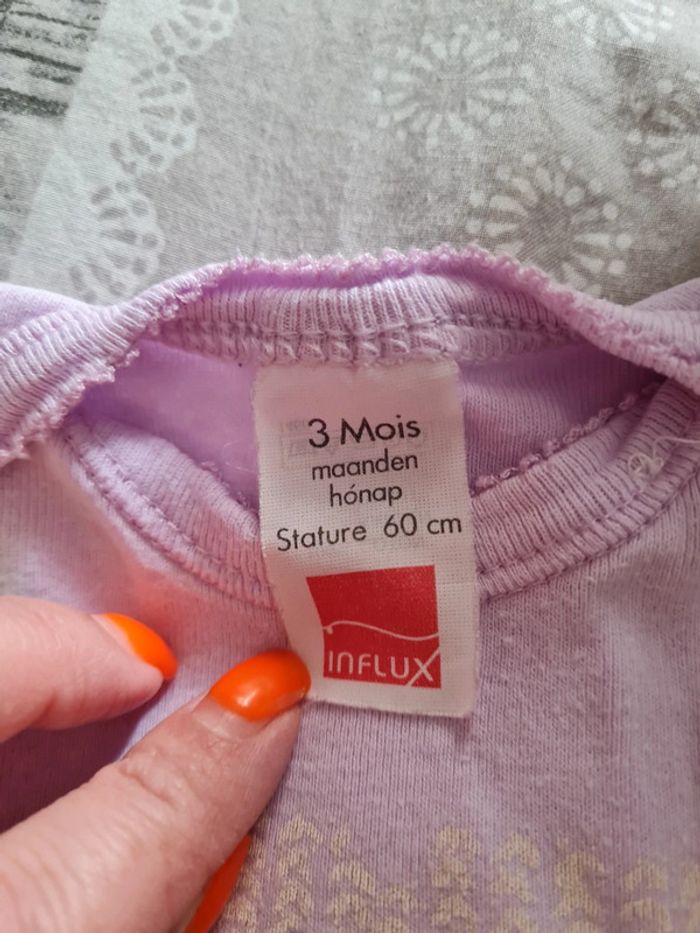 3 Mois
maanden
hónap
Stature 60 cm
INFLUX